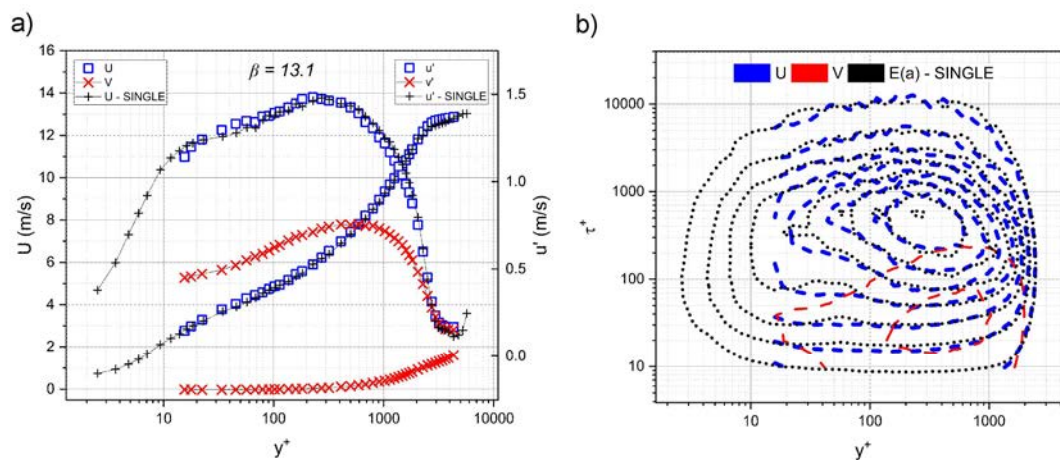 a)
U
V
U - SINGLE
β = 13.1
u'
v'
u' - SINGLE
16
14
12
10
8
6
4
2
0
U (m/s)
1.5
1.0
0.5
0.0
u' (m/s)
10
100
1000
10000
y+
b)
U V E(a) - SINGLE
10000
1000
100
10
τ+
10
100
1000
y+